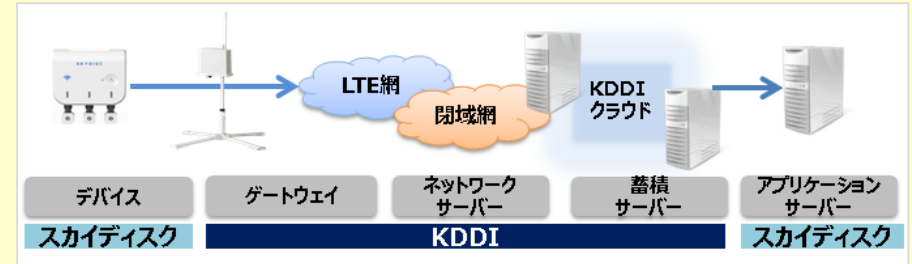 SKYDISC
LTE網
閉域網
KDDI
クラウド
デバイス
ゲートウェイ
ネットワーク
サーバー
蓄積
サーバー
アプリケーション
サーバー
スカイディスク
KDDI
スカイディスク